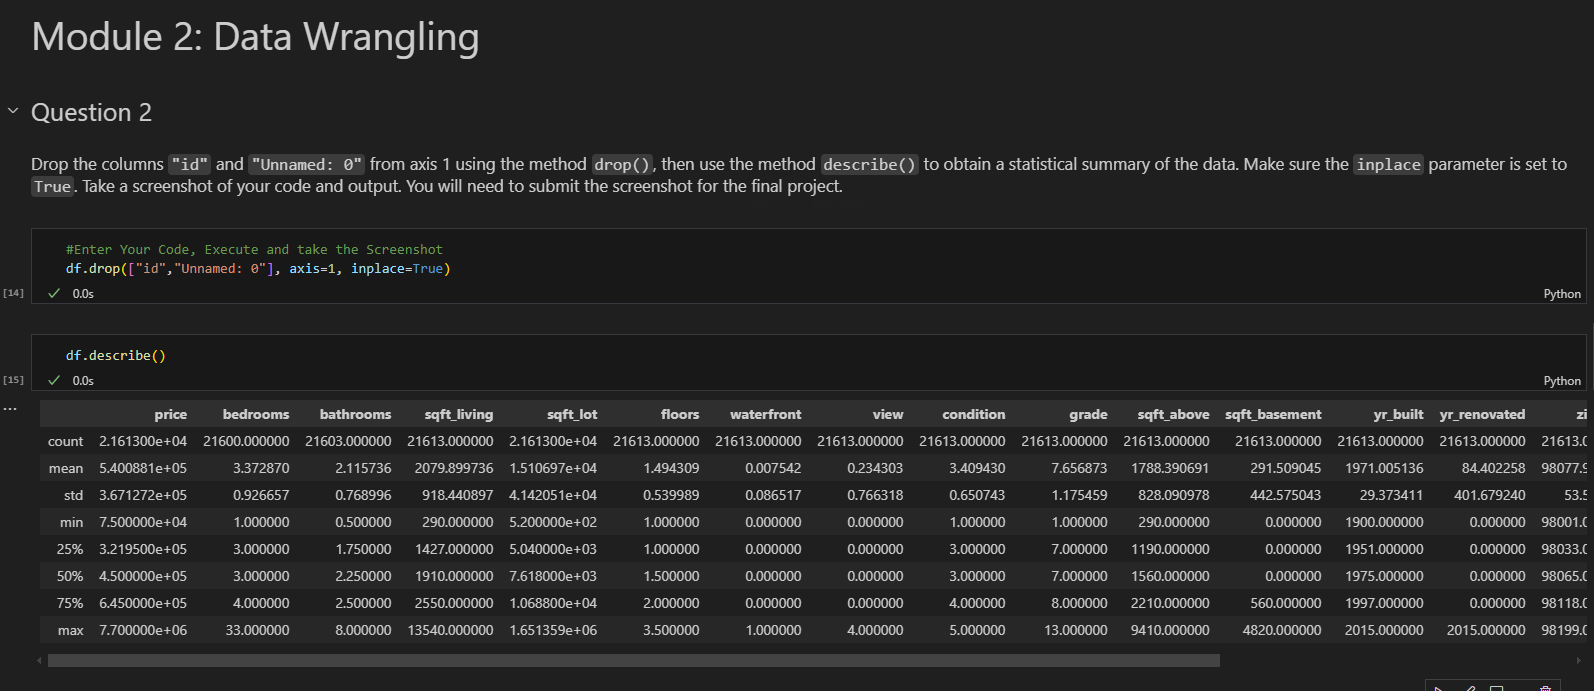 Module 2: Data Wrangling
Question 2
Drop the columns "id" and "Unnamed: 0" from axis 1 using the method drop(), then use the method describe() to obtain a statistical summary of the data. Make sure the inplace parameter is set to
True. Take a screenshot of your code and output. You will need to submit the screenshot for the final project.
#Enter Your Code, Execute and take the Screenshot
df.drop(["id","Unnamed: 0"], axis=1, inplace=True)
[14] 0.0s Python
df.describe()
[15] 0.0s Python
...
price bedrooms bathrooms sqft_living sqft_lot floors waterfront view condition grade sqft_above sqft_basement yr_built yr_renovated zi
count 2.161300e+04 21600.000000 21603.000000 21613.000000 2.161300e+04 21613.000000 21613.000000 21613.000000 21613.000000 21613.000000 21613.000000 21613.000000 21613.000000 21613.000000 21613.0
mean 5.400881e+05 3.372870 2.115736 2079.899736 1.510697e+04 1.494309 0.007542 0.234303 3.409430 7.656873 1788.390691 291.509045 1971.005136 84.402258 98077.9
std 3.671272e+05 0.926657 0.768996 918.440897 4.142051e+04 0.539989 0.086517 0.766318 0.650743 1.175459 828.090978 442.575043 29.373411 401.679240 53.5
min 7.500000e+04 1.000000 0.500000 290.000000 5.200000e+02 1.000000 0.000000 0.000000 1.000000 1.000000 290.000000 0.000000 1900.000000 0.000000 98001.0
25% 3.219500e+05 3.000000 1.750000 1427.000000 5.040000e+03 1.000000 0.000000 0.000000 3.000000 7.000000 1190.000000 0.000000 1951.000000 0.000000 98033.0
50% 4.500000e+05 3.000000 2.250000 1910.000000 7.618000e+03 1.500000 0.000000 0.000000 3.000000 7.000000 1560.000000 0.000000 1975.000000 0.000000 98065.0
75% 6.450000e+05 4.000000 2.500000 2550.000000 1.068800e+04 2.000000 0.000000 0.000000 4.000000 8.000000 2210.000000 560.000000 1997.000000 0.000000 98118.0
max 7.700000e+06 33.000000 8.000000 13540.000000 1.651359e+06 3.500000 1.000000 4.000000 5.000000 13.000000 9410.000000 4820.000000 2015.000000 2015.000000 98199.0